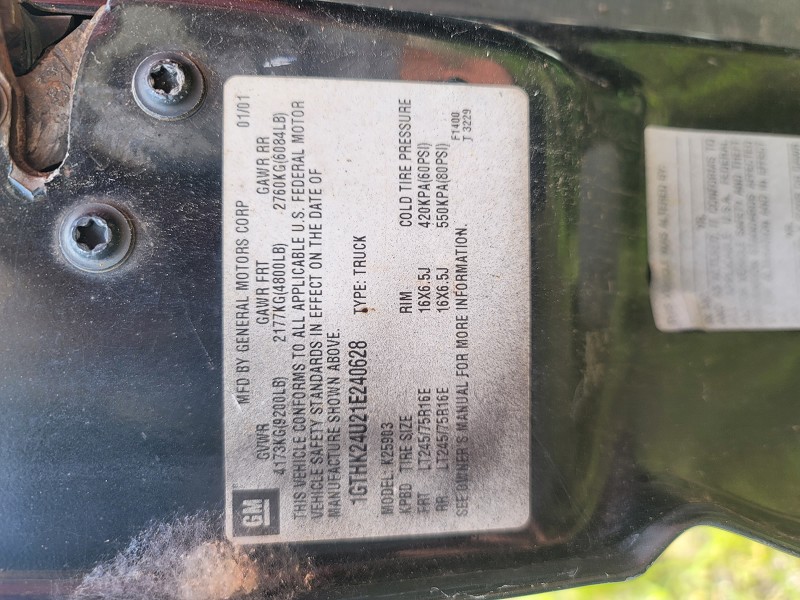 GM
MFD BY GENERAL MOTORS CORP 01/01
GVWR GAWR FRT GAWR RR
4173KG(9200LB) 2177KG(4800LB) 2760KG(6084LB)
THIS VEHICLE CONFORMS TO ALL APPLICABLE U.S. FEDERAL MOTOR
VEHICLE SAFETY STANDARDS IN EFFECT ON THE DATE OF
MANUFACTURE SHOWN ABOVE.
1GTHK24U21E240628 TYPE: TRUCK
MODEL: K25903
KPBD TIRE SIZE RIM COLD TIRE PRESSURE
FRT LT245/75R16E 16X6.5J 420KPA(60PSI)
RR LT245/75R16E 16X6.5J 550KPA(80PSI)
SEE OWNER'S MANUAL FOR MORE INFORMATION.
F1400
T 3229
ALTERED BY